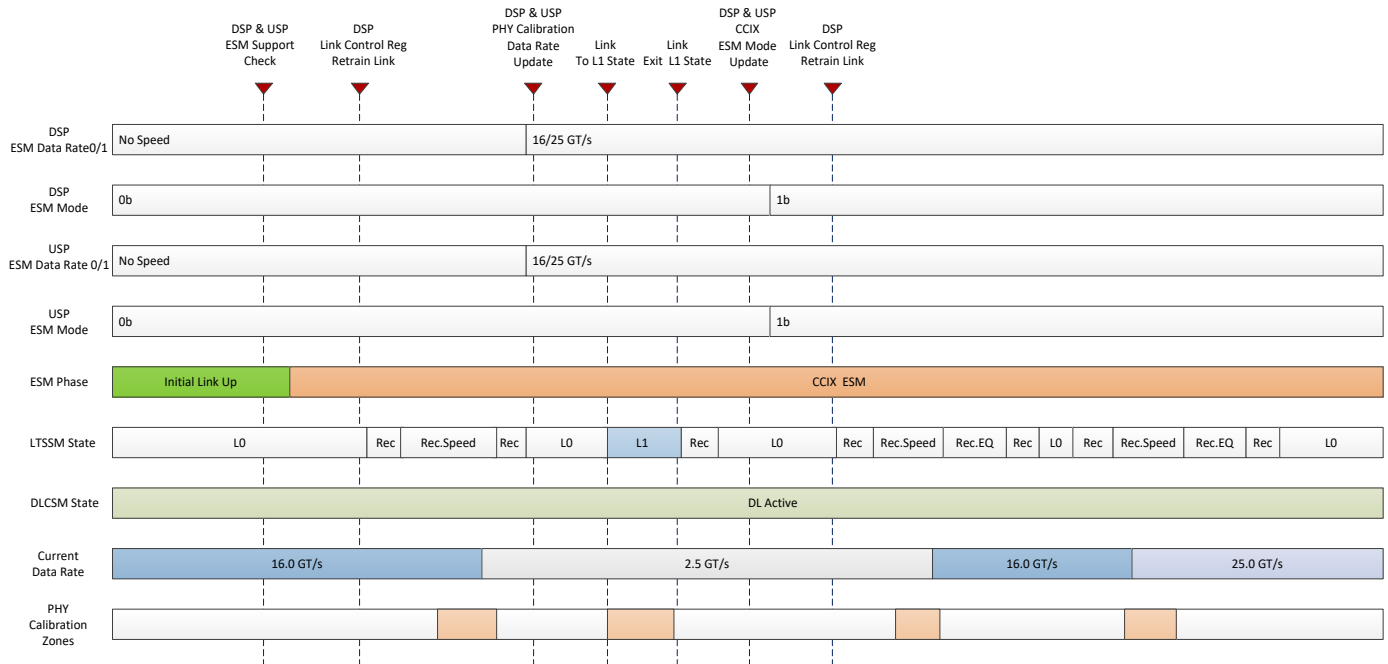 DSP & USP
ESM Support
Check
DSP
Link Control Reg
Retrain Link
DSP & USP
PHY Calibration
Data Rate
Update
Link
To L1 State
Link
Exit L1 State
DSP & USP
CCIX
ESM Mode
Update
DSP
Link Control Reg
Retrain Link
DSP
ESM Data Rate0/1
No Speed
16/25 GT/s
DSP
ESM Mode
0b
1b
USP
ESM Data Rate 0/1
No Speed
16/25 GT/s
USP
ESM Mode
0b
1b
ESM Phase
Initial Link Up
CCIX ESM
LTSSM State
L0
Rec
Rec.Speed
Rec
L0
L1
Rec
L0
Rec
Rec.Speed
Rec.EQ
Rec
L0
Rec
Rec.Speed
Rec.EQ
Rec
L0
DLCSM State
DL Active
Current
Data Rate
16.0 GT/s
2.5 GT/s
16.0 GT/s
25.0 GT/s
PHY
Calibration
Zones